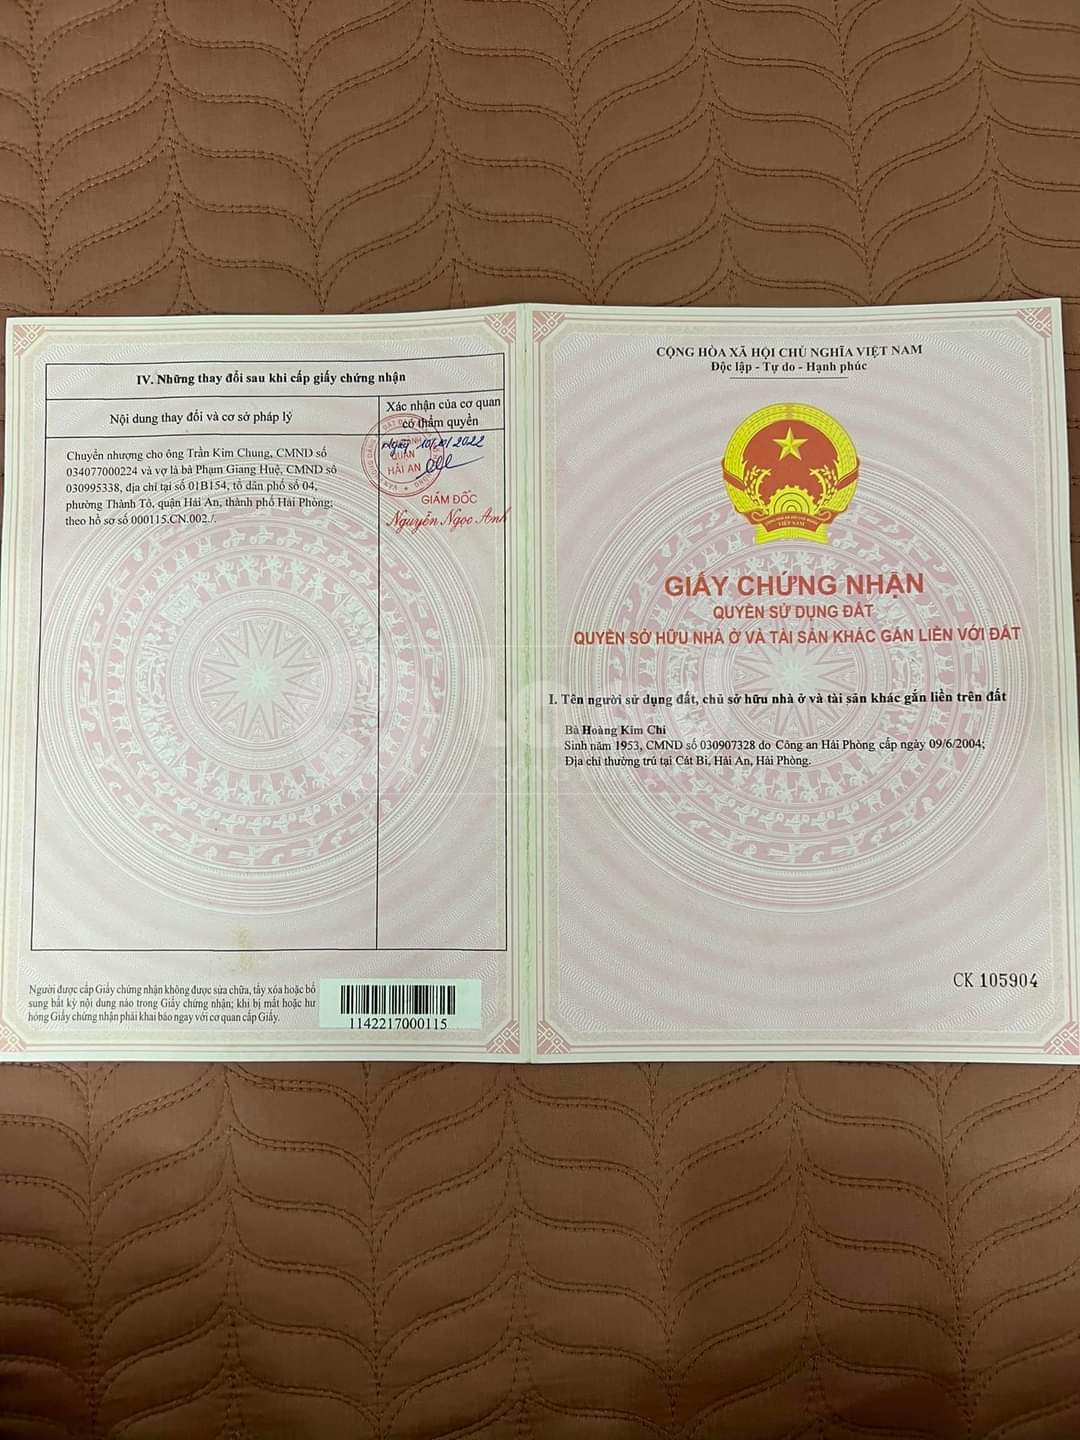 IV. Những thay đổi sau khi cấp giấy chứng nhận
Nội dung thay đổi và cơ sở pháp lý
Xác nhận của cơ quan
có thẩm quyền
Chuyển nhượng cho ông Trần Kim Chung, CMND số
034077000224 và vợ là bà Phạm Giang Huệ, CMND số
030995338, địa chỉ tại số 01B154, tổ dân phố số 04,
phường Thành Tô, quận Hải An, thành phố Hải Phòng;
theo hồ sơ số 000115.CN.002./.
Ngày 10/10/2022
QUẬN
HẢI AN
GIÁM ĐỐC
Nguyễn Ngọc Anh
Người được cấp Giấy chứng nhận không được sửa chữa, tẩy xóa hoặc bổ
sung bất kỳ nội dung nào trong Giấy chứng nhận; khi bị mất hoặc hư
hỏng Giấy chứng nhận phải khai báo ngay với cơ quan cấp Giấy.
1142217000115
CỘNG HÒA XÃ HỘI CHỦ NGHĨA VIỆT NAM
Độc lập - Tự do - Hạnh phúc
VIỆT NAM
GIẤY CHỨNG NHẬN
QUYỀN SỬ DỤNG ĐẤT
QUYỀN SỞ HỮU NHÀ Ở VÀ TÀI SẢN KHÁC GẮN LIỀN VỚI ĐẤT
I. Tên người sử dụng đất, chủ sở hữu nhà ở và tài sản khác gắn liền trên đất
Bà Hoàng Kim Chi
Sinh năm 1953, CMND số 030907328 do Công an Hải Phòng cấp ngày 09/6/2004;
Địa chỉ thường trú tại Cát Bi, Hải An, Hải Phòng.
CK 105904